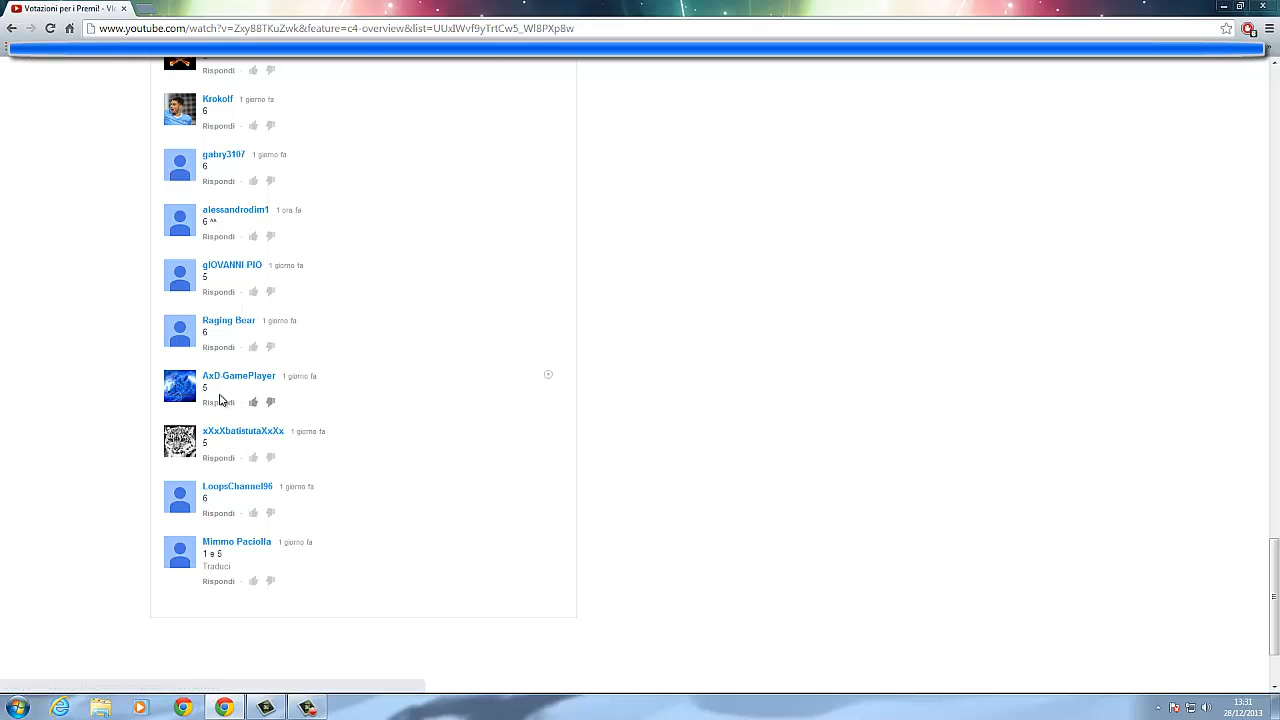 Votazioni per i Premi! - Yo
www.youtube.com/watch?v=Zxy88TKuZwk&feature=c4-overview&list=UUxIWvf9yTrtCw5_Wl8PXp8w
Rispondi ·
Krokolf 1 giorno fa
6
Rispondi ·
gabry3107 1 giorno fa
6
Rispondi ·
alessandrodim1 1 ora fa
6 ^^
Rispondi ·
gIOVANNI PIO 1 giorno fa
5
Rispondi ·
Raging Bear 1 giorno fa
6
Rispondi ·
AxD-GamePlayer 1 giorno fa
5
Rispondi ·
xXxXbatistutaXxXx 1 giorno fa
5
Rispondi ·
LoopsChannel96 1 giorno fa
6
Rispondi ·
Mimmo Paciolla 1 giorno fa
1 e 5
Traduci
Rispondi ·
13:31
28/12/2013